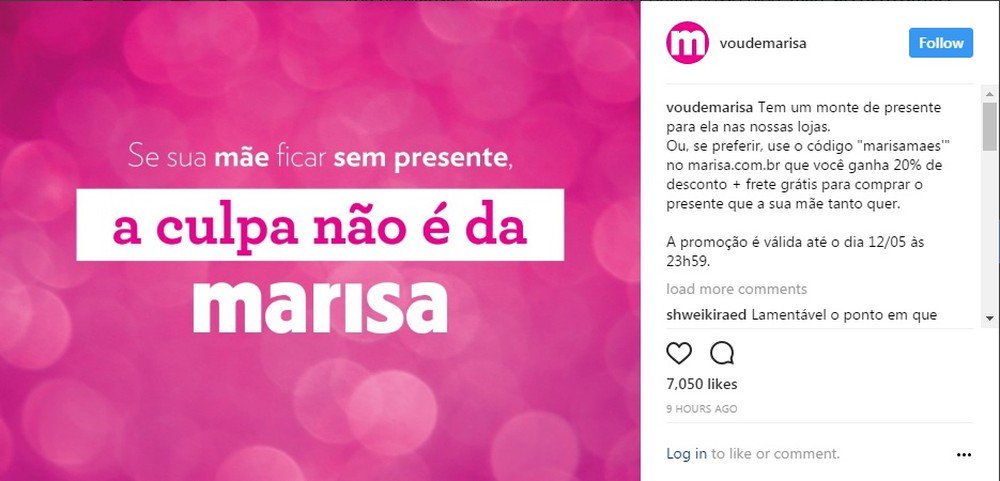 Se sua mãe ficar sem presente,
a culpa não é da
marisa
m
voudemarisa
Follow
voudemarisa Tem um monte de presente
para ela nas nossas lojas.
Ou, se preferir, use o código "marisamaes'"
no marisa.com.br que você ganha 20% de
desconto + frete grátis para comprar o
presente que a sua mãe tanto quer.
A promoção é válida até o dia 12/05 às
23h59.
load more comments
shweikiraed Lamentável o ponto em que
7,050 likes
9 HOURS AGO
Log in to like or comment.